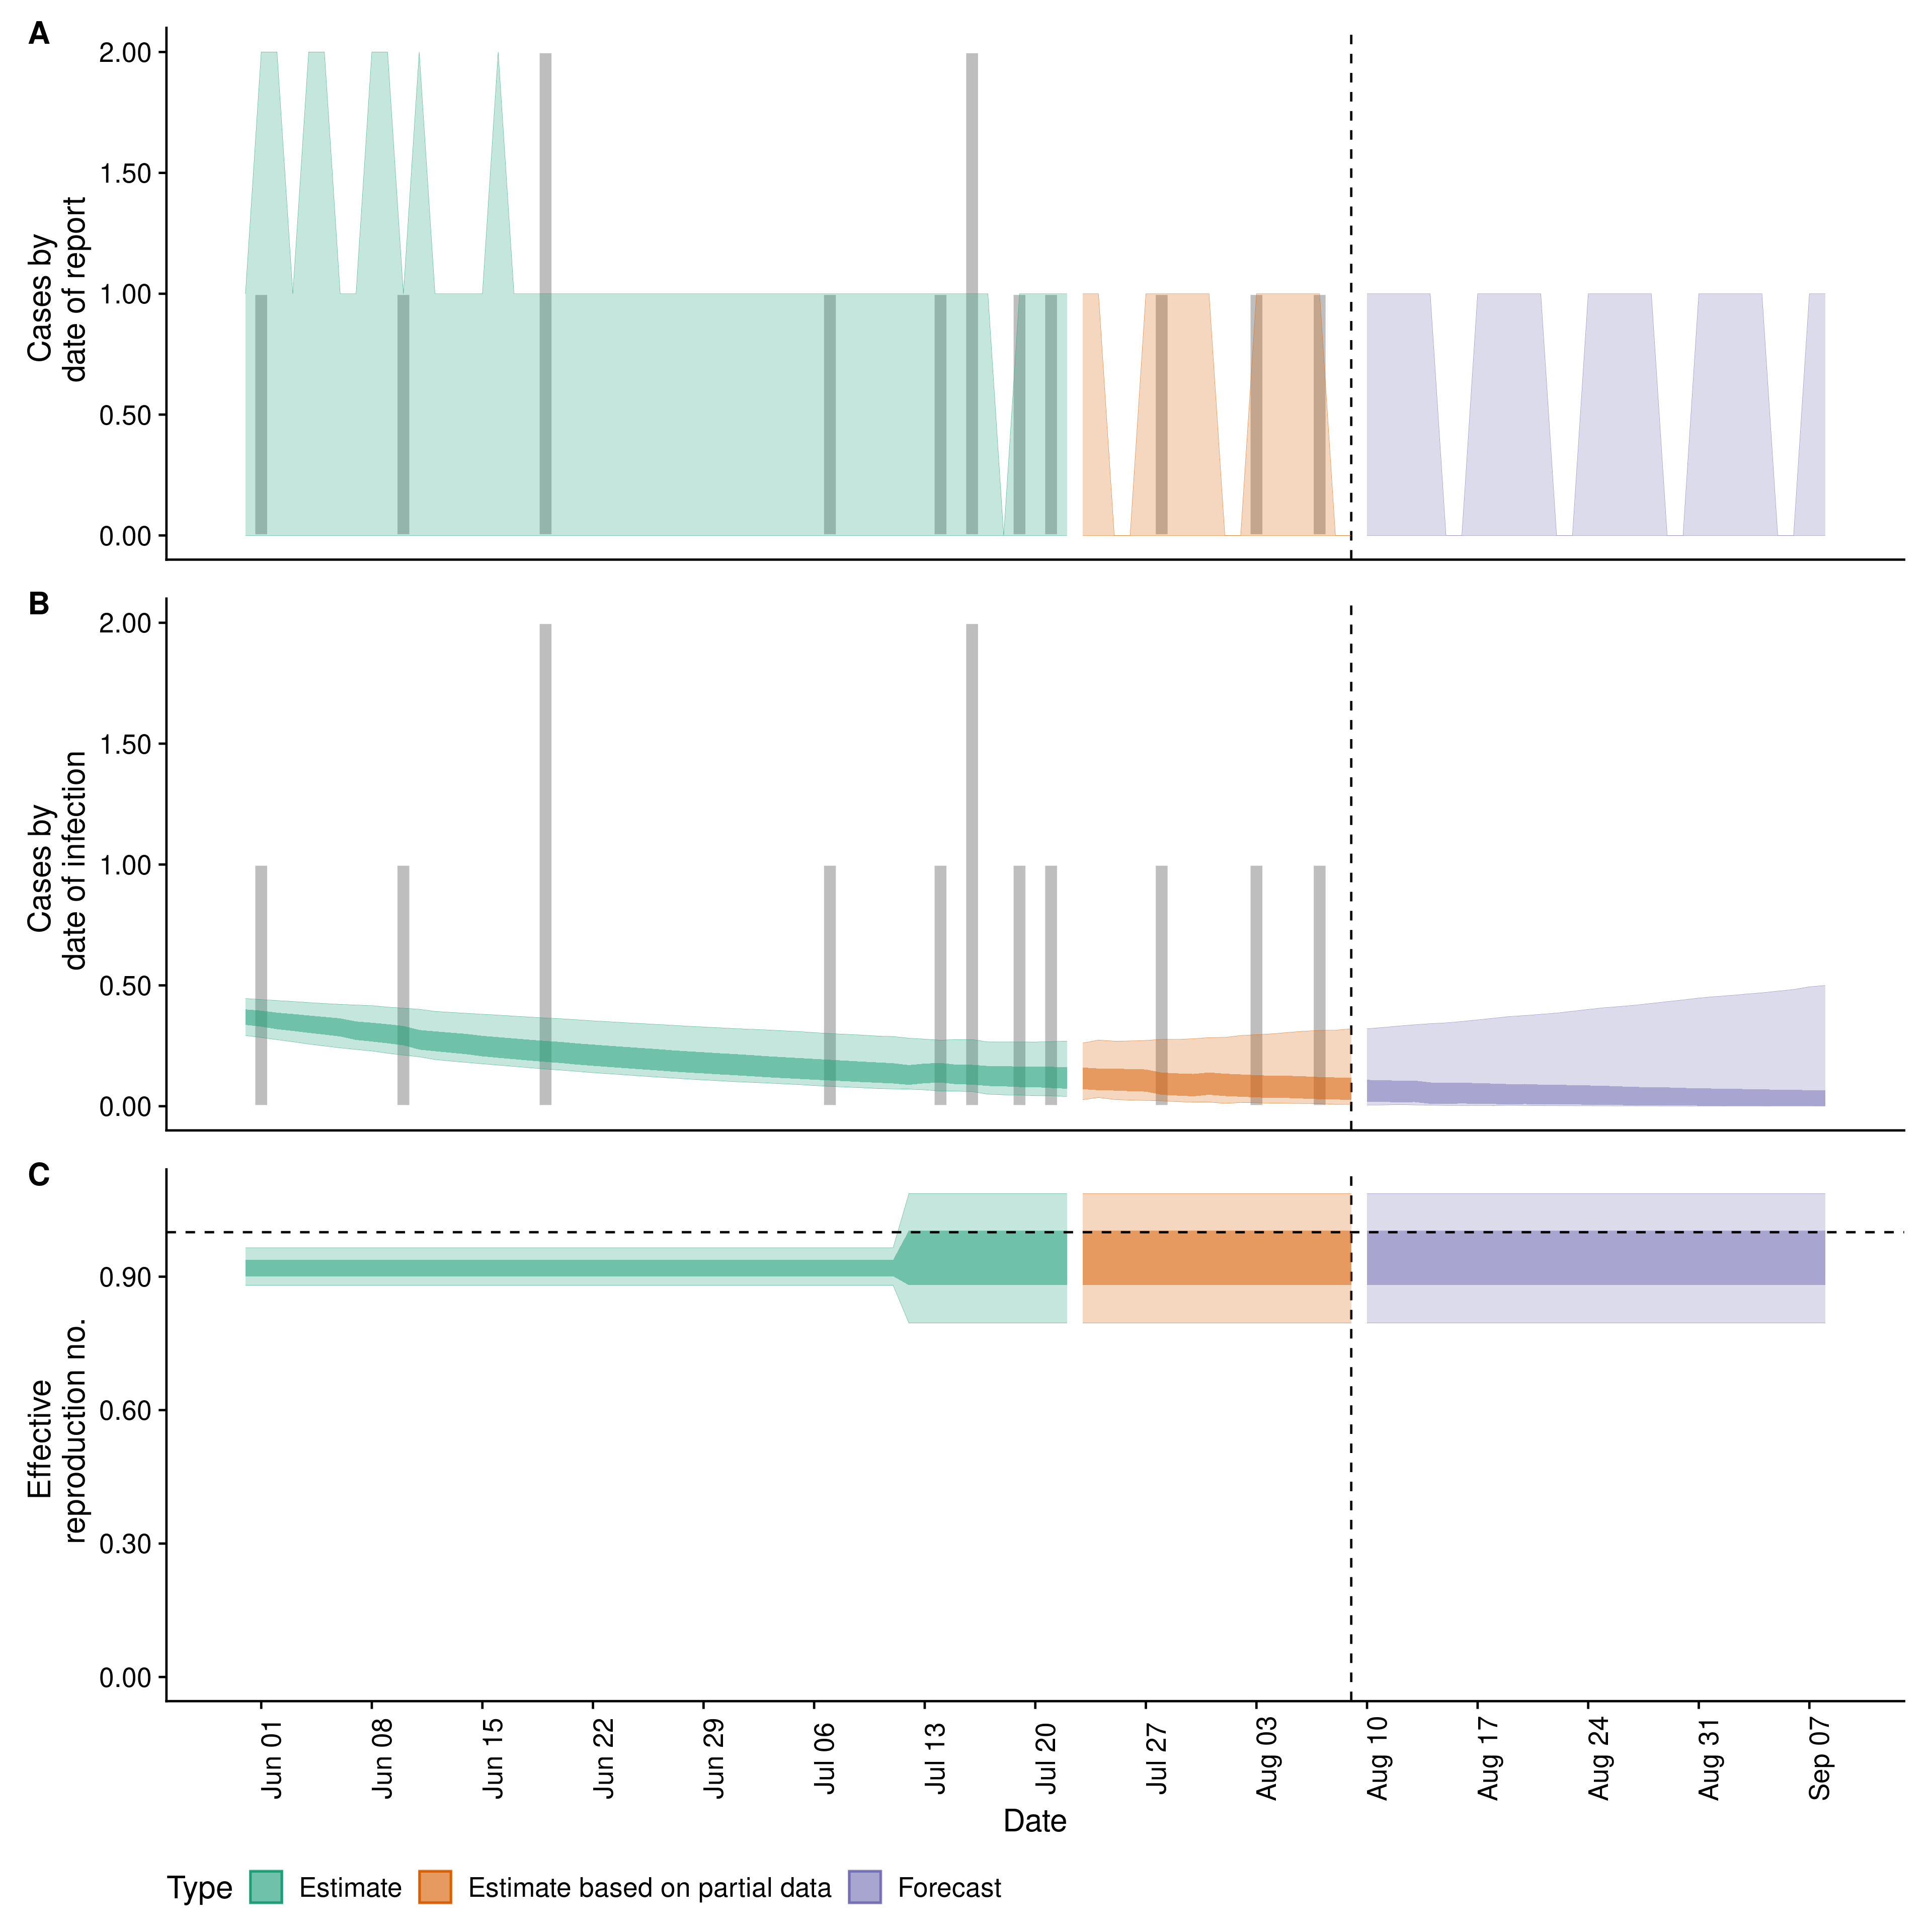 A
2.00
1.50
1.00
0.50
0.00
Cases by
date of report
B
2.00
1.50
1.00
0.50
0.00
Cases by
date of infection
C
0.90
0.60
0.30
0.00
Effective
reproduction no.
Jun 01
Jun 08
Jun 15
Jun 22
Jun 29
Jul 06
Jul 13
Jul 20
Jul 27
Aug 03
Aug 10
Aug 17
Aug 24
Aug 31
Sep 07
Date
Type Estimate Estimate based on partial data Forecast